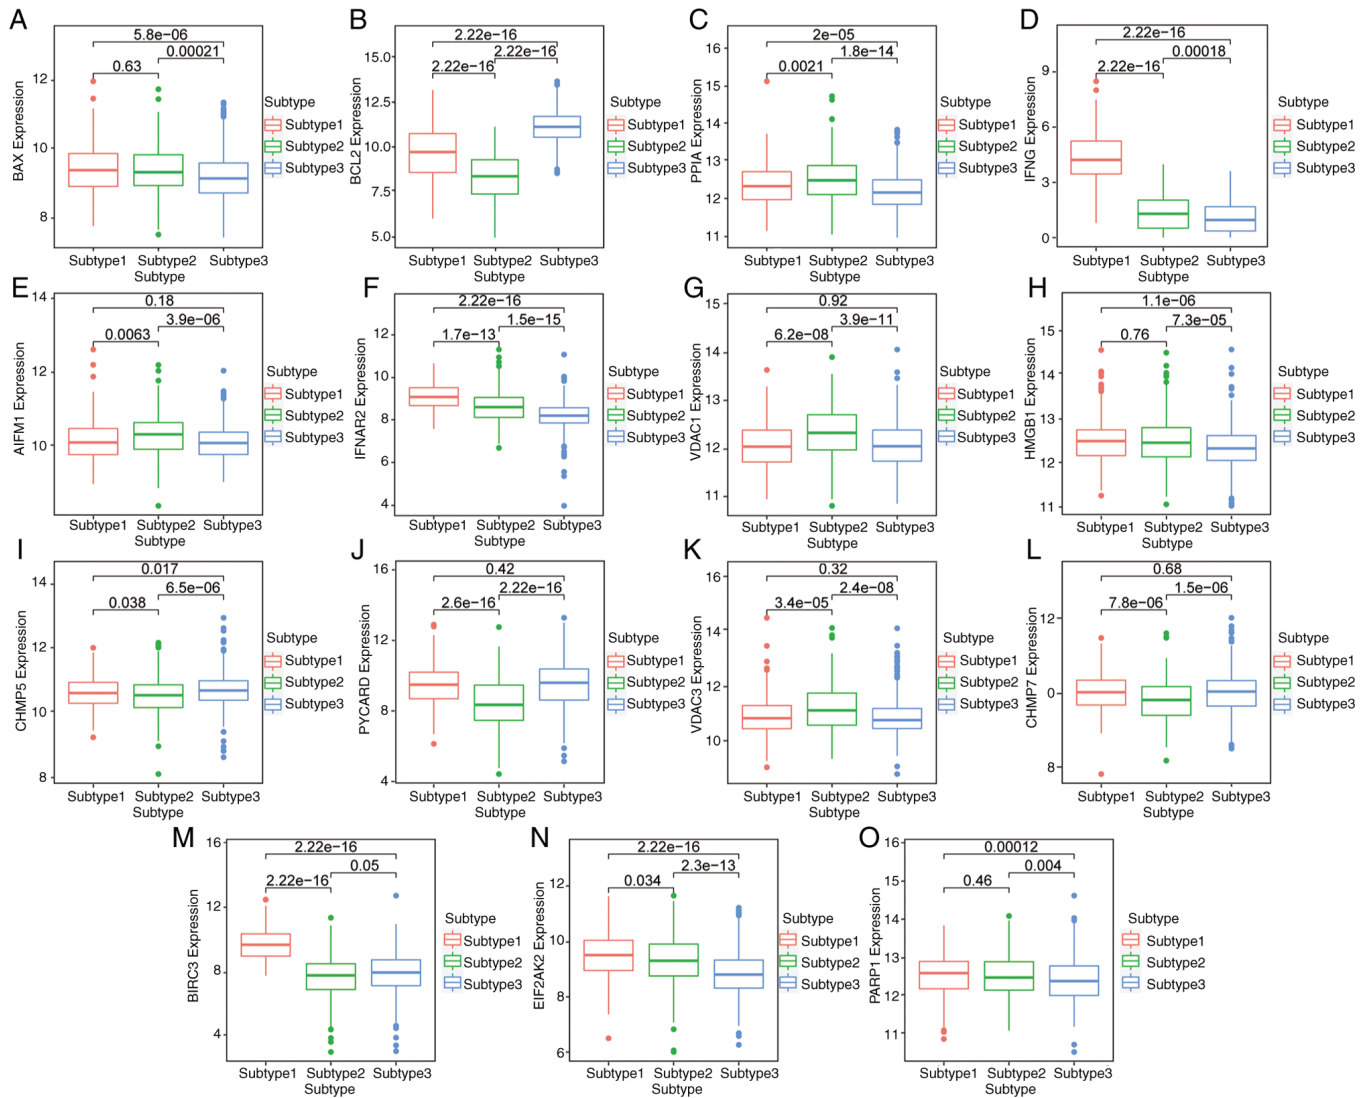 A
BAX Expression
12
10
8
5.8e−06
0.00021
0.63
Subtype1 Subtype2 Subtype3
Subtype
Subtype
Subtype1
Subtype2
Subtype3
B
BCL2 Expression
15.0
12.5
10.0
7.5
5.0
2.22e−16
2.22e−16
2.22e−16
Subtype1 Subtype2 Subtype3
Subtype
Subtype
Subtype1
Subtype2
Subtype3
C
PPIA Expression
16
15
14
13
12
11
2e−05
1.8e−14
0.0021
Subtype1 Subtype2 Subtype3
Subtype
Subtype
Subtype1
Subtype2
Subtype3
D
IFNG Expression
9
6
3
0
2.22e−16
0.00018
2.22e−16
Subtype1 Subtype2 Subtype3
Subtype
Subtype
Subtype1
Subtype2
Subtype3
E
AIFM1 Expression
14
12
10
0.18
3.9e−06
0.0063
Subtype1 Subtype2 Subtype3
Subtype
Subtype
Subtype1
Subtype2
Subtype3
F
IFNAR2 Expression
12
10
8
6
4
2.22e−16
1.5e−15
1.7e−13
Subtype1 Subtype2 Subtype3
Subtype
Subtype
Subtype1
Subtype2
Subtype3
G
VDAC1 Expression
15
14
13
12
11
0.92
3.9e−11
6.2e−08
Subtype1 Subtype2 Subtype3
Subtype
Subtype
Subtype1
Subtype2
Subtype3
H
HMGB1 Expression
15
14
13
12
11
1.1e−06
7.3e−05
0.76
Subtype1 Subtype2 Subtype3
Subtype
Subtype
Subtype1
Subtype2
Subtype3
I
CHMP5 Expression
14
12
10
8
0.017
6.5e−06
0.038
Subtype1 Subtype2 Subtype3
Subtype
Subtype
Subtype1
Subtype2
Subtype3
J
PYCARD Expression
16
12
8
4
0.42
2.22e−16
2.6e−16
Subtype1 Subtype2 Subtype3
Subtype
Subtype
Subtype1
Subtype2
Subtype3
K
VDAC3 Expression
16
14
12
10
0.32
2.4e−08
3.4e−05
Subtype1 Subtype2 Subtype3
Subtype
Subtype
Subtype1
Subtype2
Subtype3
L
CHMP7 Expression
12
0
8
0.68
1.5e−06
7.8e−06
Subtype1 Subtype2 Subtype3
Subtype
Subtype
Subtype1
Subtype2
Subtype3
M
BIRC3 Expression
16
12
8
4
2.22e−16
0.05
2.22e−16
Subtype1 Subtype2 Subtype3
Subtype
Subtype
Subtype1
Subtype2
Subtype3
N
EIF2AK2 Expression
12
10
8
6
2.22e−16
2.3e−13
0.034
Subtype1 Subtype2 Subtype3
Subtype
Subtype
Subtype1
Subtype2
Subtype3
O
PARP1 Expression
16
15
14
13
12
11
0.00012
0.004
0.46
Subtype1 Subtype2 Subtype3
Subtype
Subtype
Subtype1
Subtype2
Subtype3